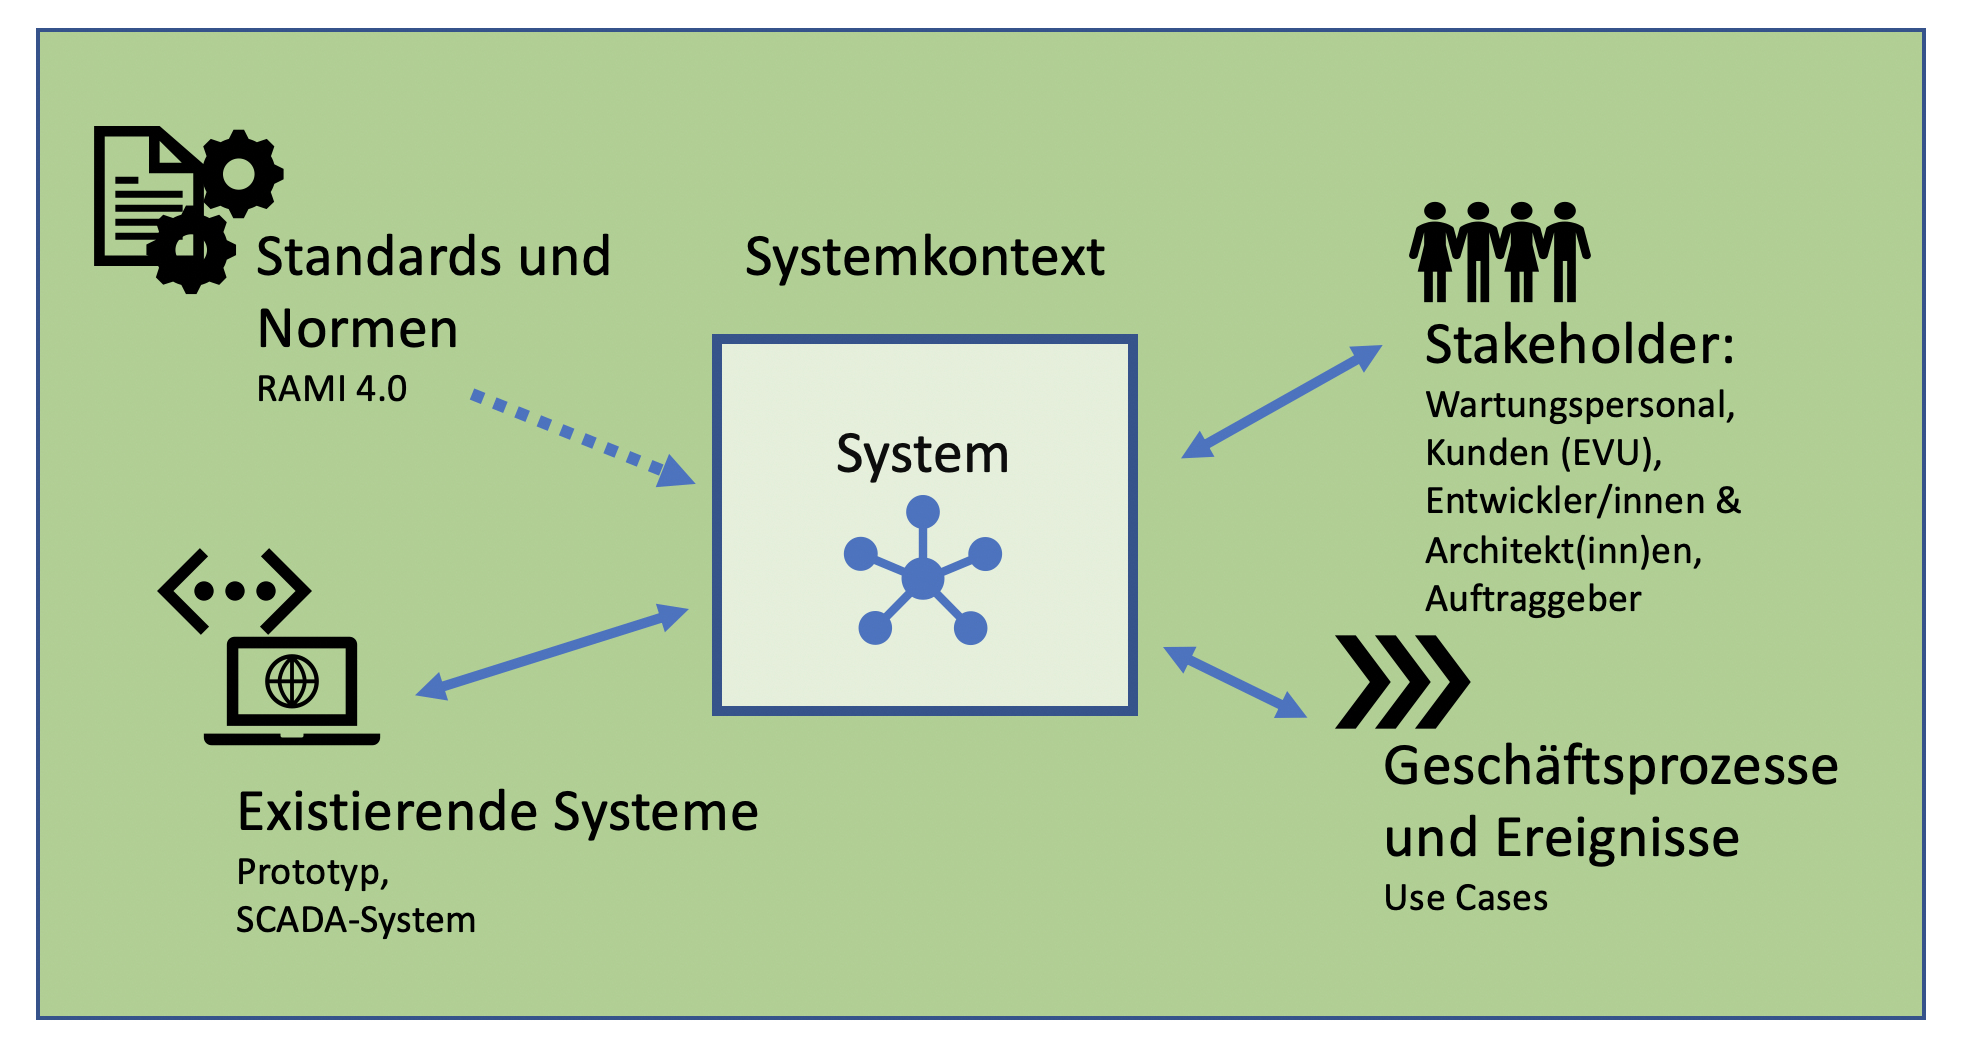 Standards und
Normen
RAMI 4.0
Systemkontext
System
Stakeholder:
Wartungspersonal,
Kunden (EVU),
Entwickler/innen &
Architekt(inn)en,
Auftraggeber
Existierende Systeme
Prototyp,
SCADA-System
Geschäftsprozesse
und Ereignisse
Use Cases